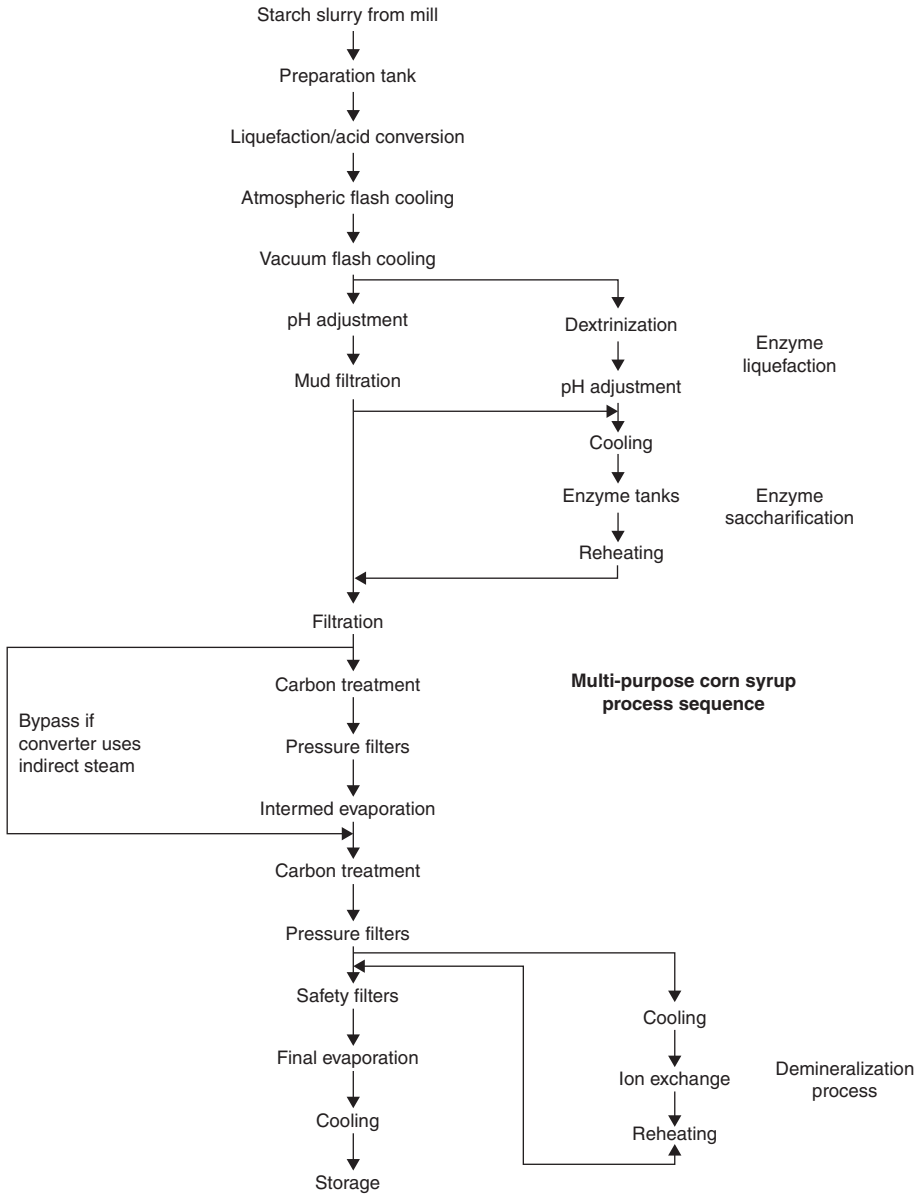 Starch slurry from mill
Preparation tank
Liquefaction/acid conversion
Atmospheric flash cooling
Vacuum flash cooling
pH adjustment
Mud filtration
Dextrinization
pH adjustment
Enzyme
liquefaction
Cooling
Enzyme tanks
Reheating
Enzyme
saccharification
Filtration
Carbon treatment
Pressure filters
Intermed evaporation
Bypass if
converter uses
indirect steam
Multi-purpose corn syrup
process sequence
Carbon treatment
Pressure filters
Safety filters
Final evaporation
Cooling
Storage
Cooling
Ion exchange
Reheating
Demineralization
process